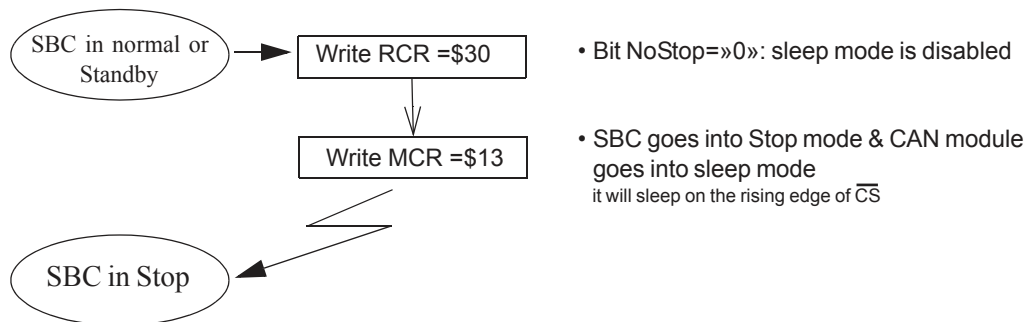 SBC in normal or
Standby
Write RCR =$30
• Bit NoStop=»0»: sleep mode is disabled
Write MCR =$13
• SBC goes into Stop mode & CAN module
goes into sleep mode
it will sleep on the rising edge of C̅S̅
SBC in Stop